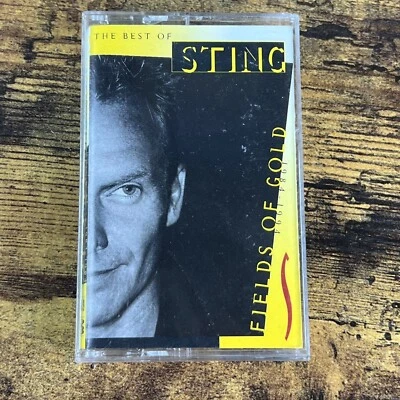 THE BEST OF
STING
FIELDS OF GOLD
1984 1994